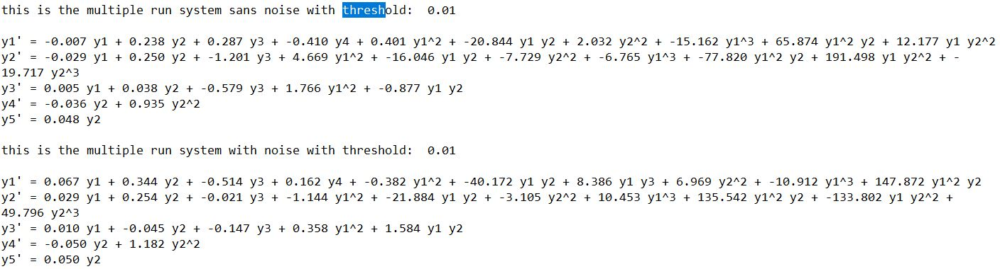 this is the multiple run system sans noise with threshold:  0.01
y1' = -0.007 y1 + 0.238 y2 + 0.287 y3 + -0.410 y4 + 0.401 y1^2 + -20.844 y1 y2 + 2.032 y2^2 + -15.162 y1^3 + 65.874 y1^2 y2 + 12.177 y1 y2^2
y2' = -0.029 y1 + 0.250 y2 + -1.201 y3 + 4.669 y1^2 + -16.046 y1 y2 + -7.729 y2^2 + -6.765 y1^3 + -77.820 y1^2 y2 + 191.498 y1 y2^2 + -
19.717 y2^3
y3' = 0.005 y1 + 0.038 y2 + -0.579 y3 + 1.766 y1^2 + -0.877 y1 y2
y4' = -0.036 y2 + 0.935 y2^2
y5' = 0.048 y2
this is the multiple run system with noise with threshold:  0.01
y1' = 0.067 y1 + 0.344 y2 + -0.514 y3 + 0.162 y4 + -0.382 y1^2 + -40.172 y1 y2 + 8.386 y1 y3 + 6.969 y2^2 + -10.912 y1^3 + 147.872 y1^2 y2
y2' = 0.029 y1 + 0.254 y2 + -0.021 y3 + -1.144 y1^2 + -21.884 y1 y2 + -3.105 y2^2 + 10.453 y1^3 + 135.542 y1^2 y2 + -133.802 y1 y2^2 +
49.796 y2^3
y3' = 0.010 y1 + -0.045 y2 + -0.147 y3 + 0.358 y1^2 + 1.584 y1 y2
y4' = -0.050 y2 + 1.182 y2^2
y5' = 0.050 y2